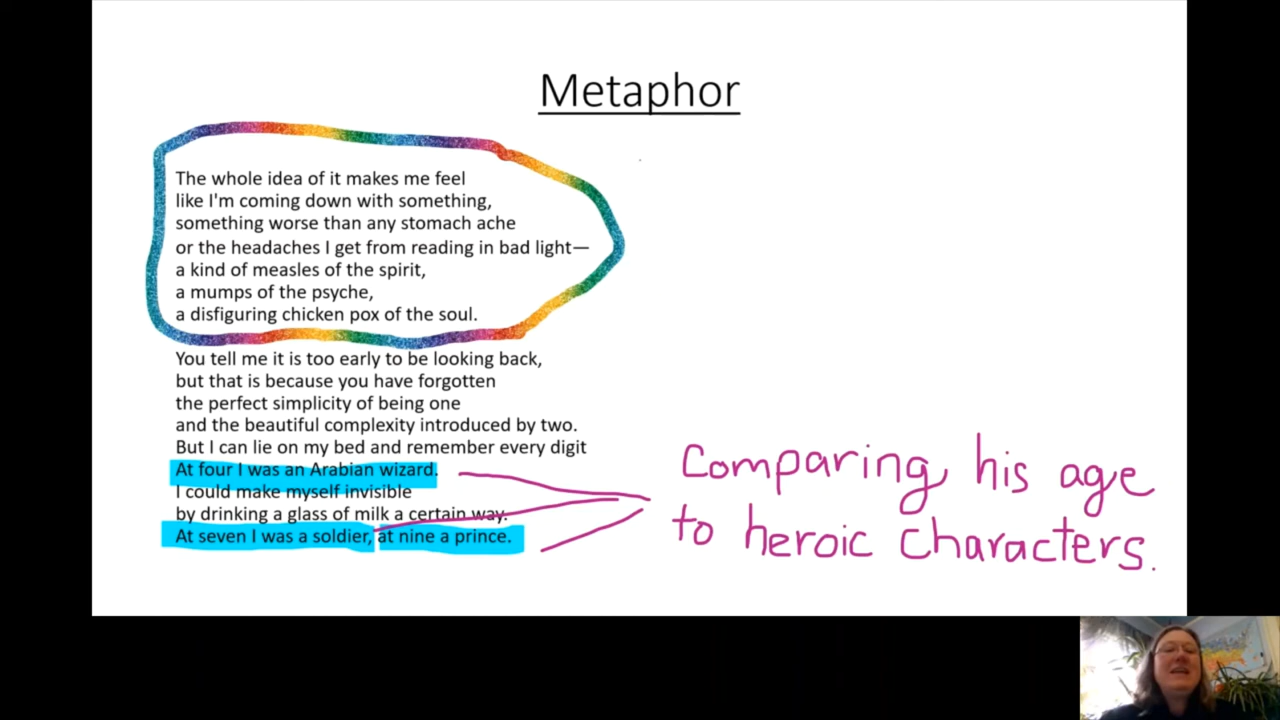 Metaphor
The whole idea of it makes me feel
like I'm coming down with something,
something worse than any stomach ache
or the headaches I get from reading in bad light—
a kind of measles of the spirit,
a mumps of the psyche,
a disfiguring chicken pox of the soul.
You tell me it is too early to be looking back,
but that is because you have forgotten
the perfect simplicity of being one
and the beautiful complexity introduced by two.
But I can lie on my bed and remember every digit
At four I was an Arabian wizard.
I could make myself invisible
by drinking a glass of milk a certain way.
At seven I was a soldier, at nine a prince.
Comparing his age
to heroic characters.